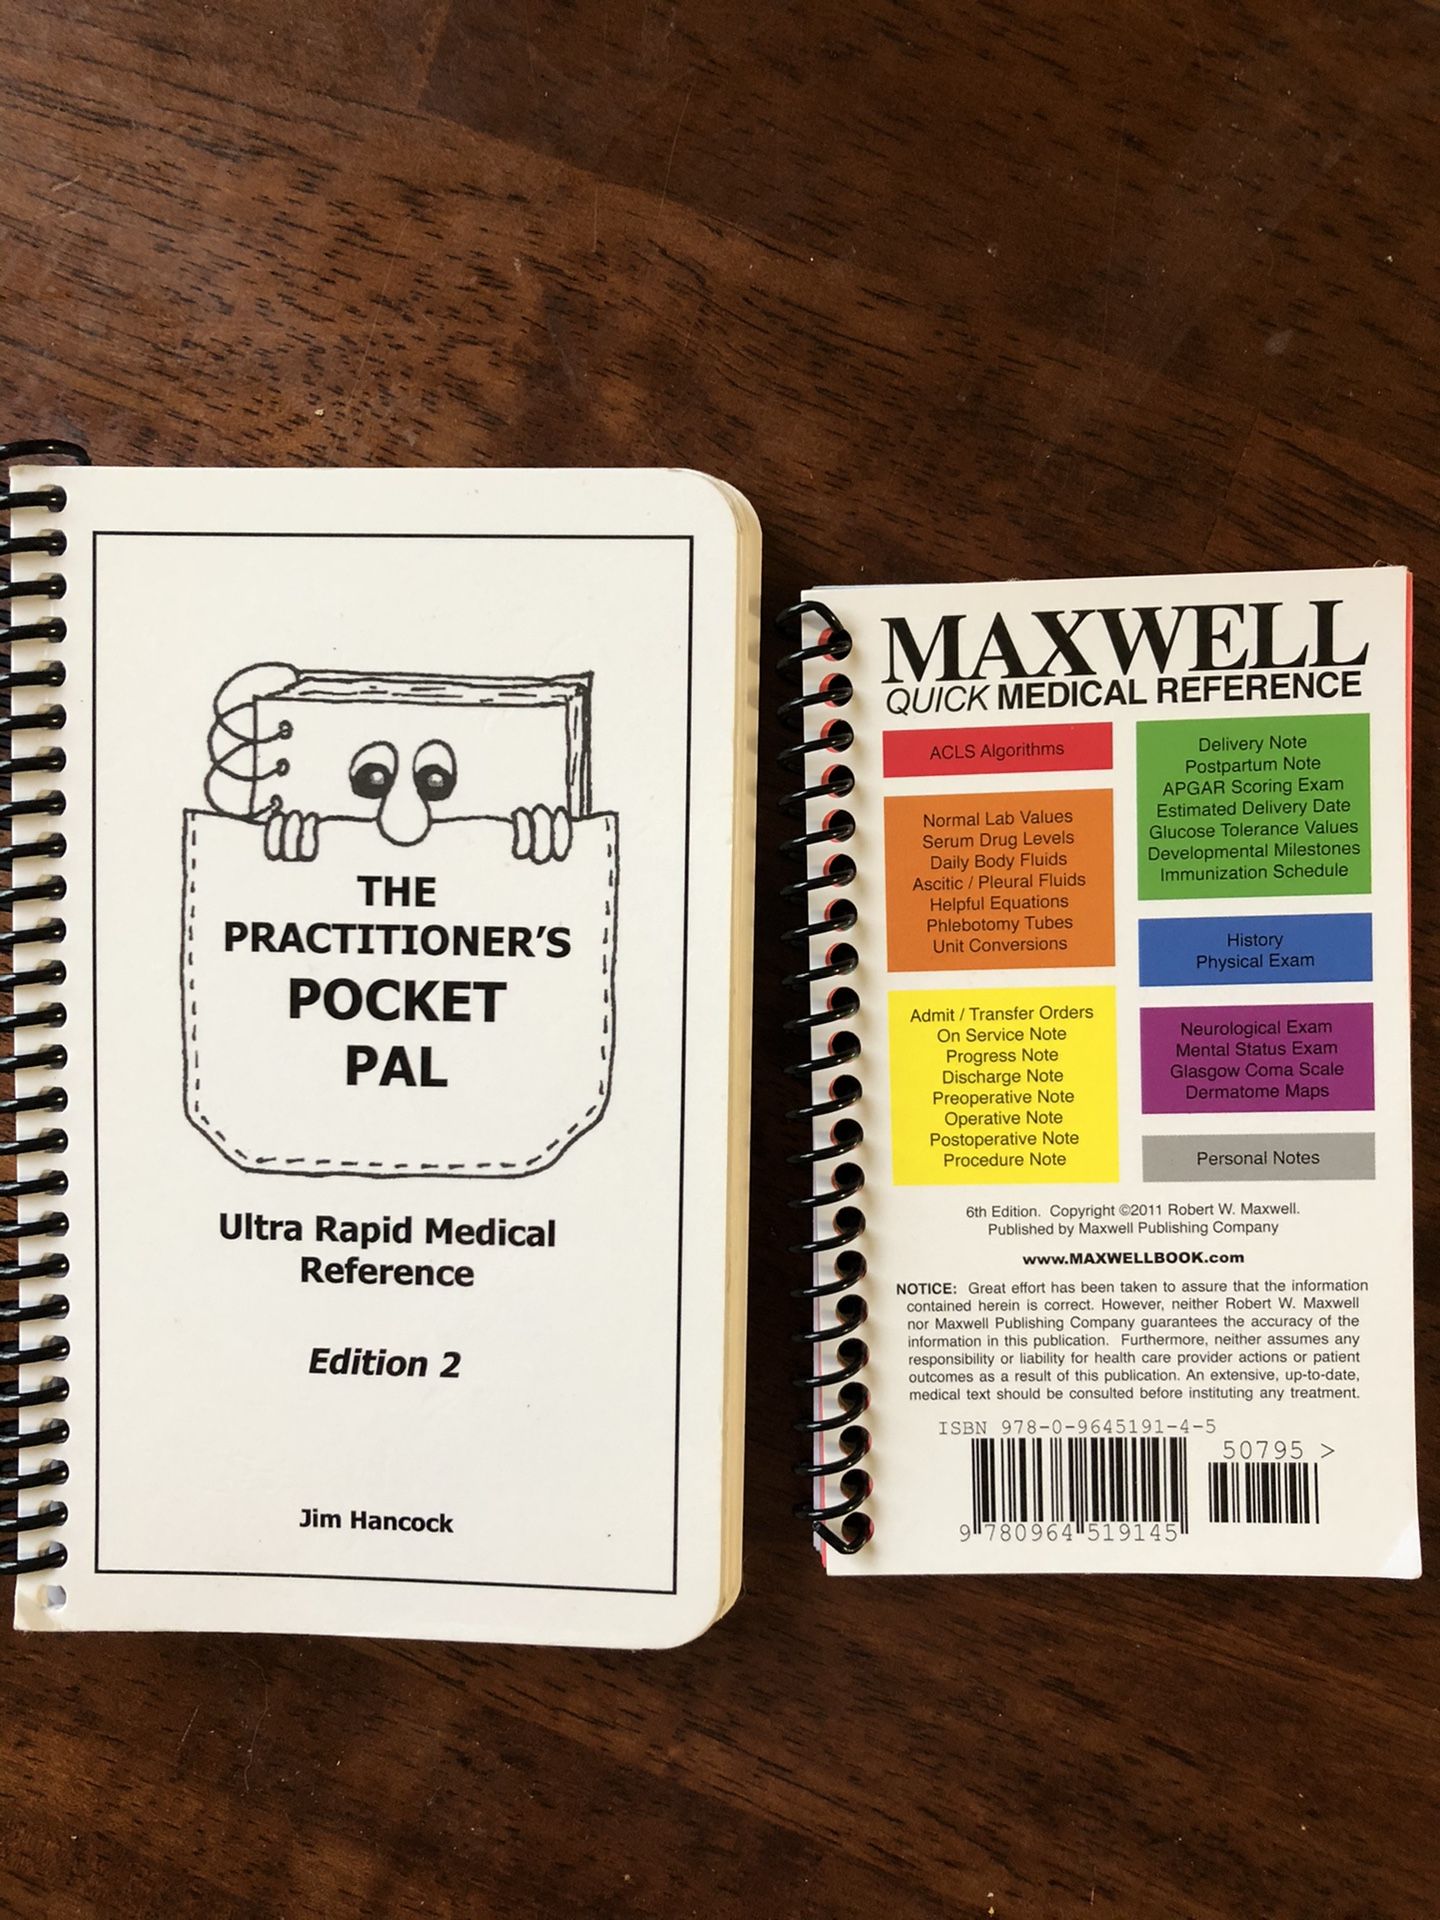 THE
PRACTITIONER'S
POCKET
PAL
Ultra Rapid Medical
Reference
Edition 2
Jim Hancock
MAXWELL
QUICK MEDICAL REFERENCE
ACLS Algorithms
Normal Lab Values
Serum Drug Levels
Daily Body Fluids
Ascitic / Pleural Fluids
Helpful Equations
Phlebotomy Tubes
Unit Conversions
Admit / Transfer Orders
On Service Note
Progress Note
Discharge Note
Preoperative Note
Operative Note
Postoperative Note
Procedure Note
Delivery Note
Postpartum Note
APGAR Scoring Exam
Estimated Delivery Date
Glucose Tolerance Values
Developmental Milestones
Immunization Schedule
History
Physical Exam
Neurological Exam
Mental Status Exam
Glasgow Coma Scale
Dermatome Maps
Personal Notes
6th Edition. Copyright ©2011 Robert W. Maxwell.
Published by Maxwell Publishing Company
www.MAXWELLBOOK.com
NOTICE: Great effort has been taken to assure that the information
contained herein is correct. However, neither Robert W. Maxwell
nor Maxwell Publishing Company guarantees the accuracy of the
information in this publication. Furthermore, neither assumes any
responsibility or liability for health care provider actions or patient
outcomes as a result of this publication. An extensive, up-to-date,
medical text should be consulted before instituting any treatment.
ISBN 978-0-9645191-4-5
50795 >
9 780964 519145